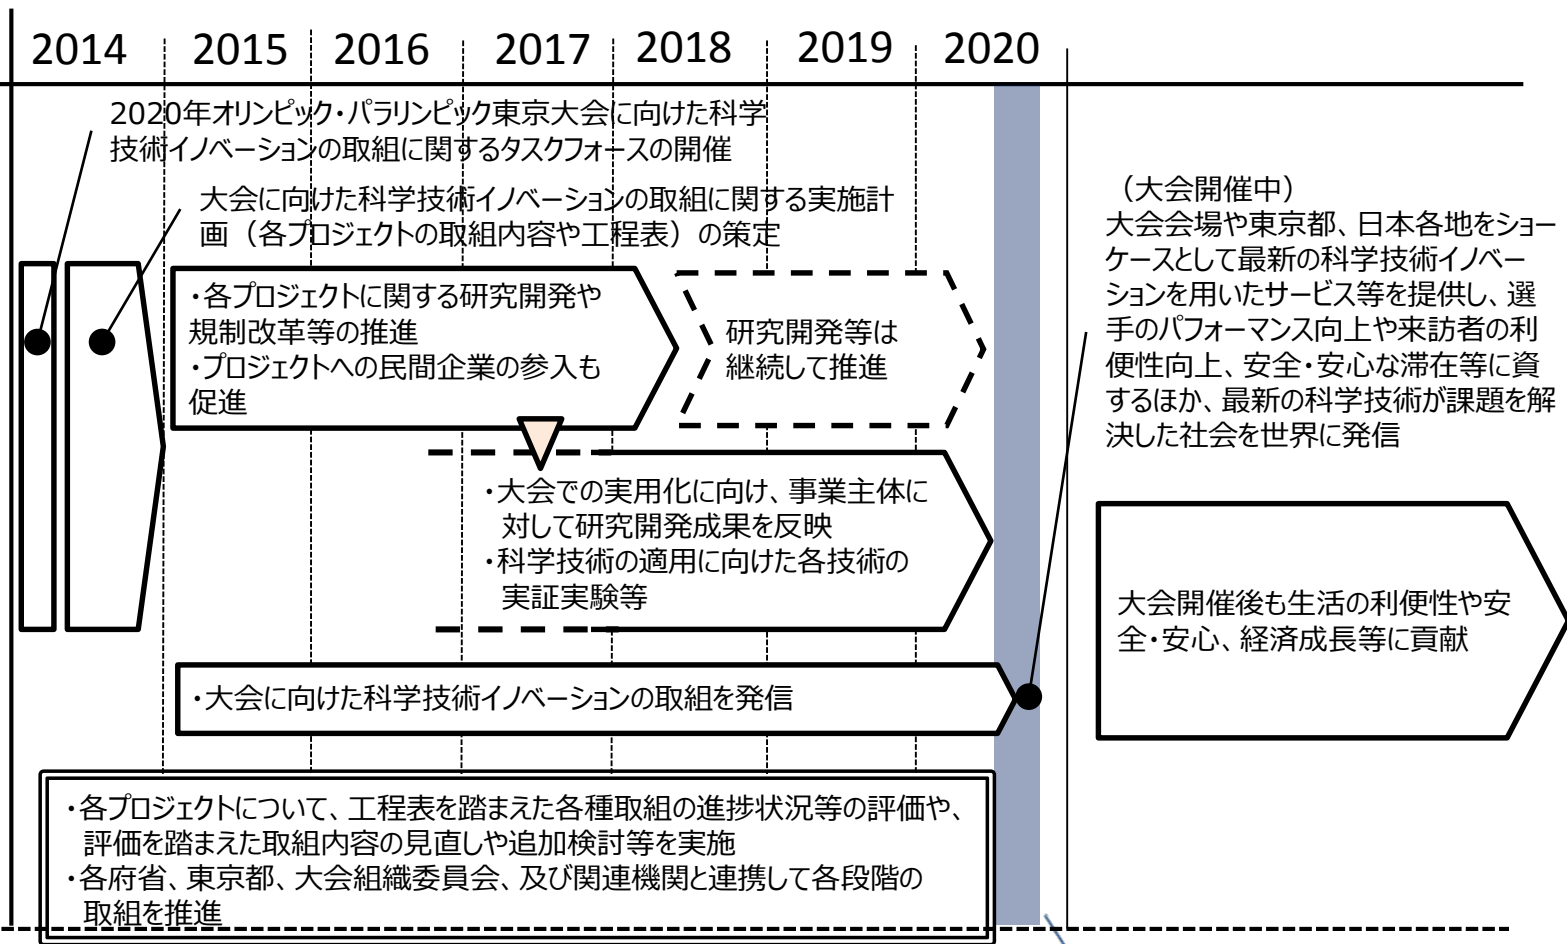 2014 2015 2016 2017 2018 2019 2020
2020年オリンピック・パラリンピック東京大会に向けた科学
技術イノベーションの取組に関するタスクフォースの開催
大会に向けた科学技術イノベーションの取組に関する実施計
画（各プロジェクトの取組内容や工程表）の策定
・各プロジェクトに関する研究開発や
規制改革等の推進
・プロジェクトへの民間企業の参入も
促進
研究開発等は
継続して推進
・大会での実用化に向け、事業主体に
対して研究開発成果を反映
・科学技術の適用に向けた各技術の
実証実験等
・大会に向けた科学技術イノベーションの取組を発信
・各プロジェクトについて、工程表を踏まえた各種取組の進捗状況等の評価や、
評価を踏まえた取組内容の見直しや追加検討等を実施
・各府省、東京都、大会組織委員会、及び関連機関と連携して各段階の
取組を推進
（大会開催中）
大会会場や東京都、日本各地をショー
ケースとして最新の科学技術イノベー
ションを用いたサービス等を提供し、選
手のパフォーマンス向上や来訪者の利
便性向上、安全・安心な滞在等に資
するほか、最新の科学技術が課題を解
決した社会を世界に発信
大会開催後も生活の利便性や安
全・安心、経済成長等に貢献